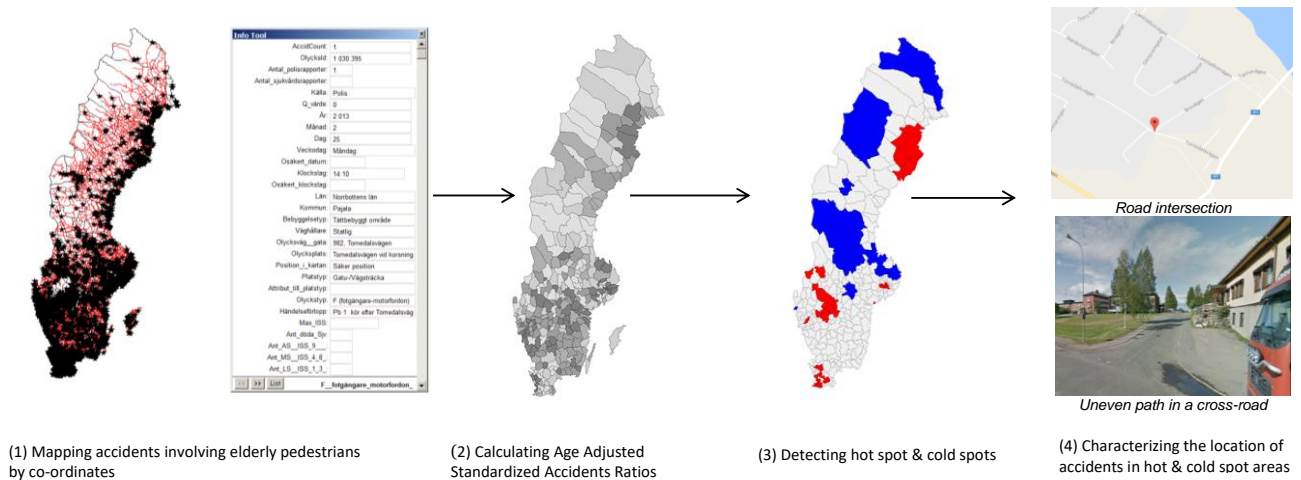 Info Tool
AccidCount: 1
OlycksId: 1 030 395
Antal_polisrapporter: 1
Antal_sjukvårdsrapporter:
Källa: Polis
Q_värde: 0
År: 2 013
Månad: 2
Dag: 25
Veckodag: Måndag
Osäkert_datum:
Klockslag: 14:10
Osäkert_klockslag:
Län: Norrbottens län
Kommun: Pajala
Bebyggelsetyp: Tättbebyggt område
Väghållare: Statlig
Olycksväg__gata: 982. Tornedalsvägen
Olycksplats: Tornedalsvägen vid korsning
Position_i_kartan: Säker position
Platstyp: Gatu-/Vägsträcka
Attribut_till_platstyp:
Olyckstyp: F (fotgängare-motorfordon)
Händelseförlopp: Pb 1 kör efter Tornedalsväg
Max_ISS:
Ant_döda_Sjv:
Ant_AS__ISS_9___:
Ant_MS__ISS_4_8_:
Ant_LS__ISS_1_3_:
<< >> List F__fotgängare_motorfordon_
Road intersection
Uneven path in a cross-road
(1) Mapping accidents involving elderly pedestrians
by co-ordinates
(2) Calculating Age Adjusted
Standardized Accidents Ratios
(3) Detecting hot spot & cold spots
(4) Characterizing the location of
accidents in hot & cold spot areas